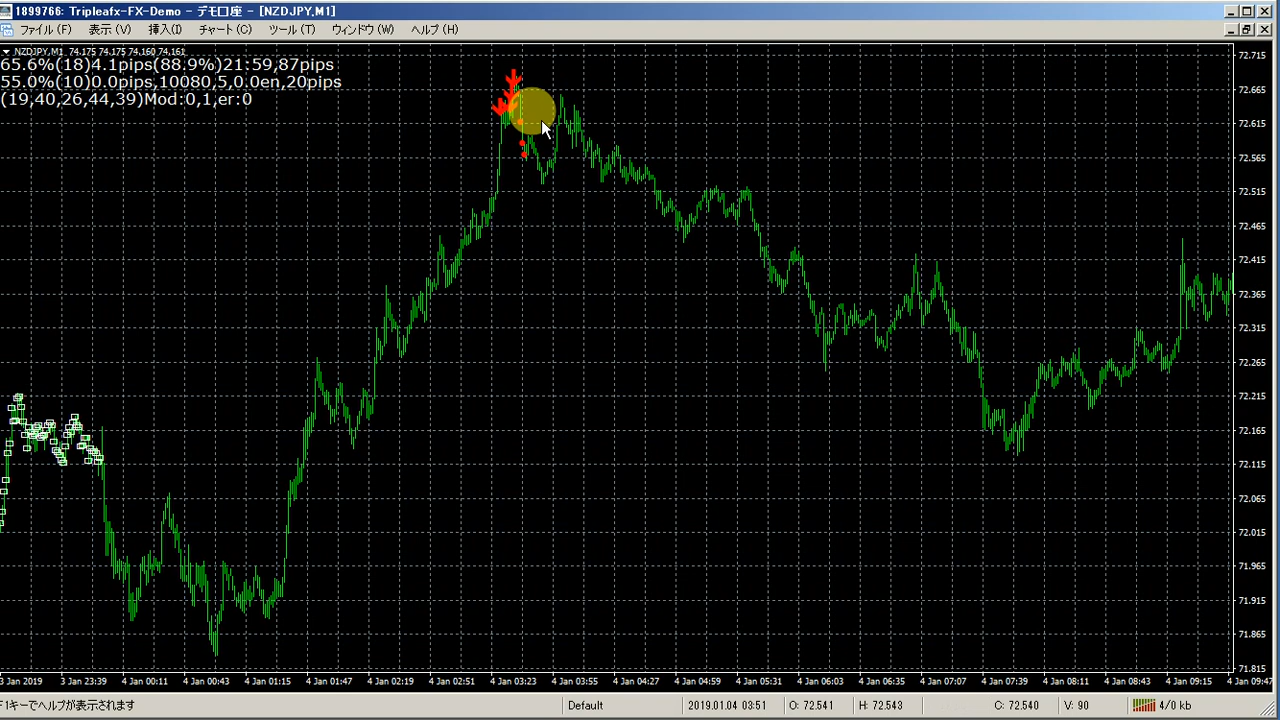 1899766: Tripleafx-FX-Demo - デモ口座 - [NZDJPY,M1]
ファイル(F) 表示(V) 挿入(I) チャート(C) ツール(T) ウィンドウ(W) ヘルプ(H)
NZDJPY,M1 74.175 74.175 74.160 74.161
65.6%(18)4.1pips(88.9%)21:59,87pips
55.0%(10)0.0pips,10080,5,0.0en,20pips
(19,40,26,44,39)Mod:0,1,er:0
72.715
72.665
72.615
72.565
72.515
72.465
72.415
72.365
72.315
72.265
72.215
72.165
72.115
72.065
72.015
71.965
71.915
71.865
71.815
3 Jan 2019 3 Jan 23:39 4 Jan 00:11 4 Jan 00:43 4 Jan 01:15 4 Jan 01:47 4 Jan 02:19 4 Jan 02:51 4 Jan 03:23 4 Jan 03:55 4 Jan 04:27 4 Jan 04:59 4 Jan 05:31 4 Jan 06:03 4 Jan 06:35 4 Jan 07:07 4 Jan 07:39 4 Jan 08:11 4 Jan 08:43 4 Jan 09:15 4 Jan 09:47
F1キーでヘルプが表示されます Default 2019.01.04 03:51 O: 72.541 H: 72.543 C: 72.540 V: 90 4/0 kb